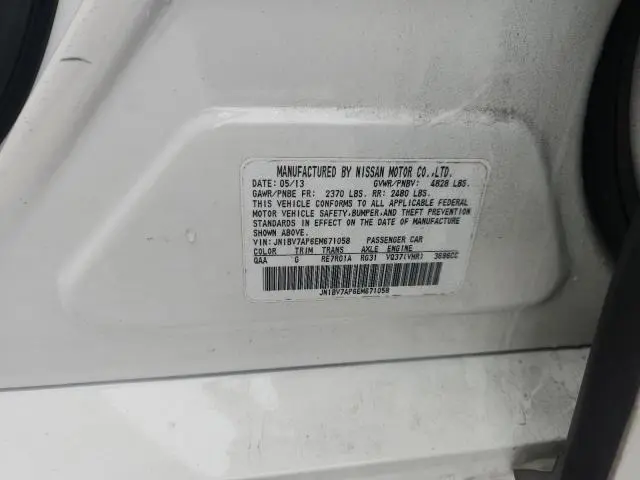 MANUFACTURED BY NISSAN MOTOR CO.,LTD.
DATE: 05/13 GVWR/PNBV: 4828 LBS.
GAWR/PNBE FR: 2370 LBS. RR: 2480 LBS.
THIS VEHICLE CONFORMS TO ALL APPLICABLE FEDERAL
MOTOR VEHICLE SAFETY,BUMPER,AND THEFT PREVENTION
STANDARDS IN EFFECT ON THE DATE OF MANUFACTURE
SHOWN ABOVE.
VIN:JN1BV7AP6EM671058 PASSENGER CAR
COLOR TRIM TRANS AXLE ENGINE
QAA G RE7R01A RG31 VQ37(VHR) 3696CC
JN1BV7AP6EM671058